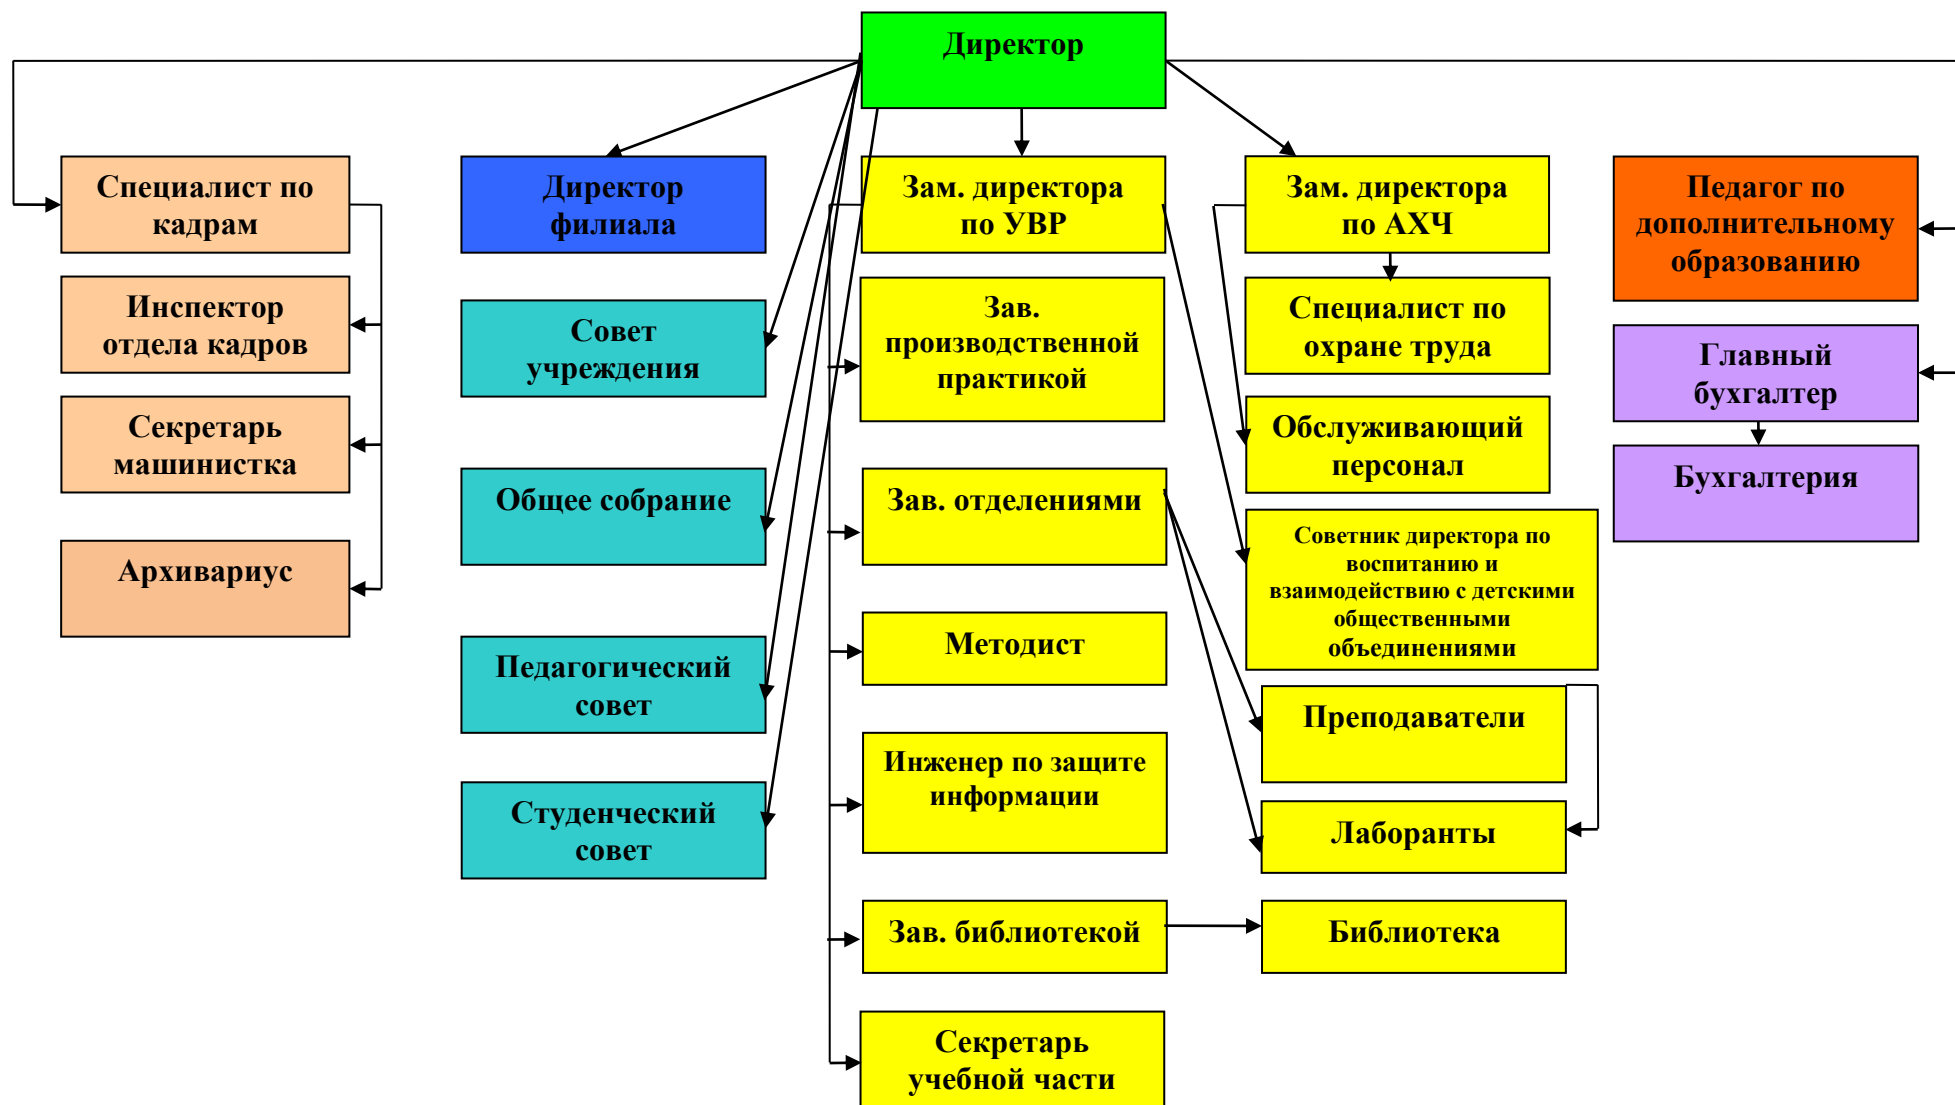 Директор
Специалист по
кадрам
Инспектор
отдела кадров
Секретарь
машинистка
Архивариус
Директор
филиала
Совет
учреждения
Общее собрание
Педагогический
совет
Студенческий
совет
Зам. директора
по УВР
Зав.
производственной
практикой
Зав. отделениями
Методист
Инженер по защите
информации
Зав. библиотекой
Секретарь
учебной части
Зам. директора
по АХЧ
Специалист по
охране труда
Обслуживающий
персонал
Советник директора по
воспитанию и
взаимодействию с детскими
общественными
объединениями
Преподаватели
Лаборанты
Библиотека
Педагог по
дополнительному
образованию
Главный
бухгалтер
Бухгалтерия